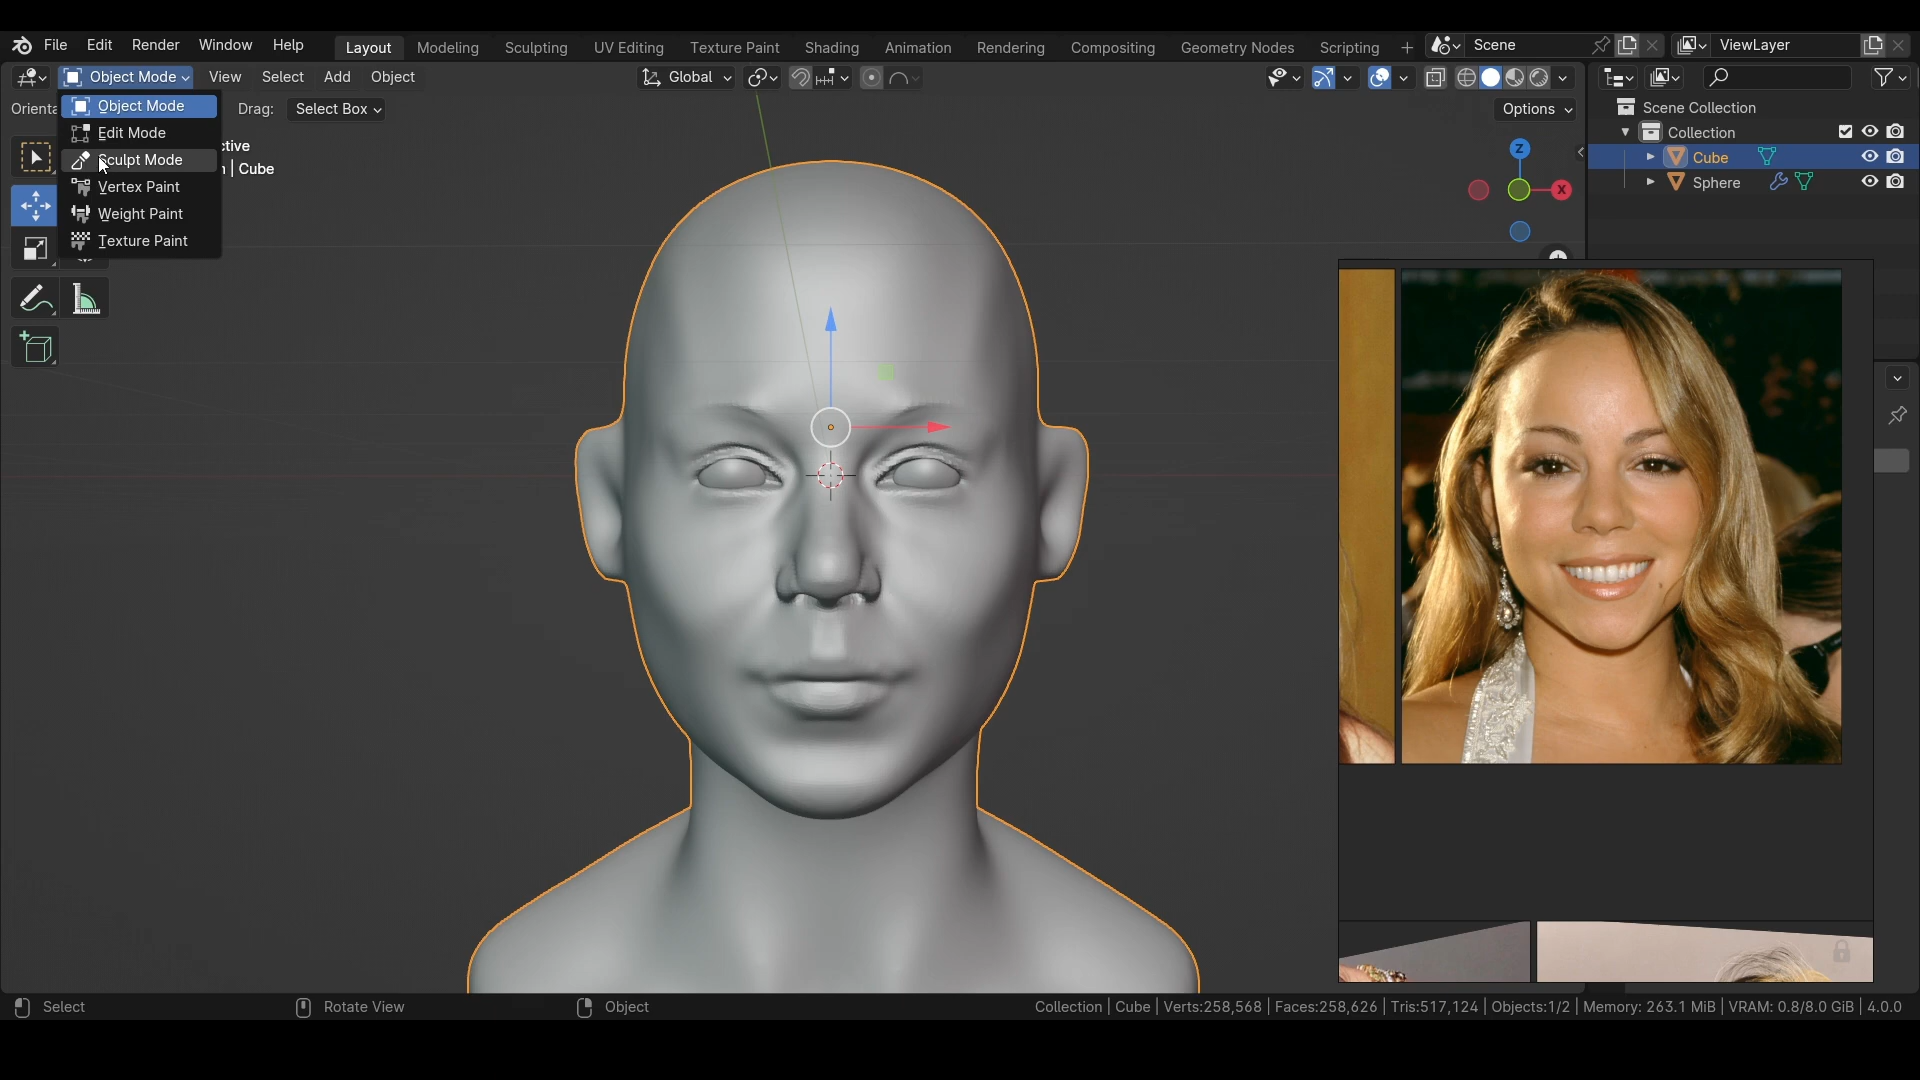 File Edit Render Window Help Layout Modeling Sculpting UV Editing Texture Paint Shading Animation Rendering Compositing Geometry Nodes Scripting + Scene ViewLayer
Object Mode View Select Add Object Global
Object Mode
Orienta Drag: Select Box Options
Scene Collection
Edit Mode
Collection
ctive
Sculpt Mode
Cube
| Cube
Z
X
Vertex Paint
Sphere
Weight Paint
Texture Paint
Select Rotate View Object Collection | Cube | Verts:258,568 | Faces:258,626 | Tris:517,124 | Objects:1/2 | Memory: 263.1 MiB | VRAM: 0.8/8.0 GiB | 4.0.0